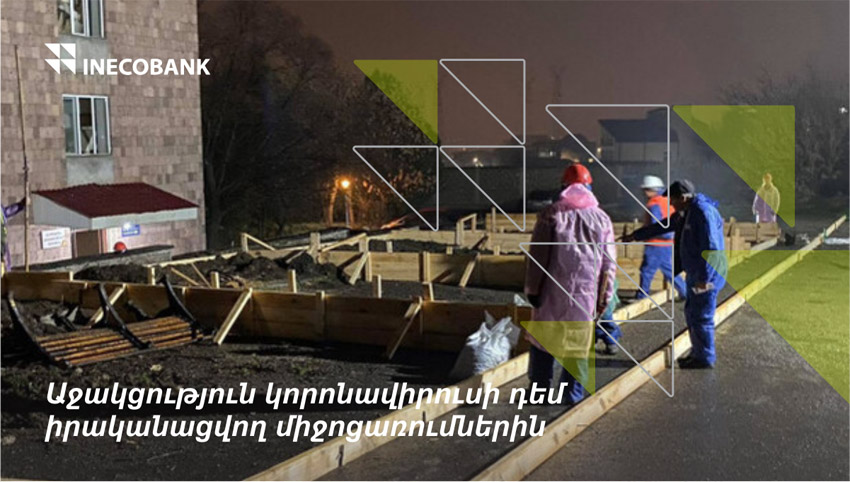 INECOBANK
Աջակցություն կորոնավիրուսի դեմ
իրականացվող միջոցառումներին